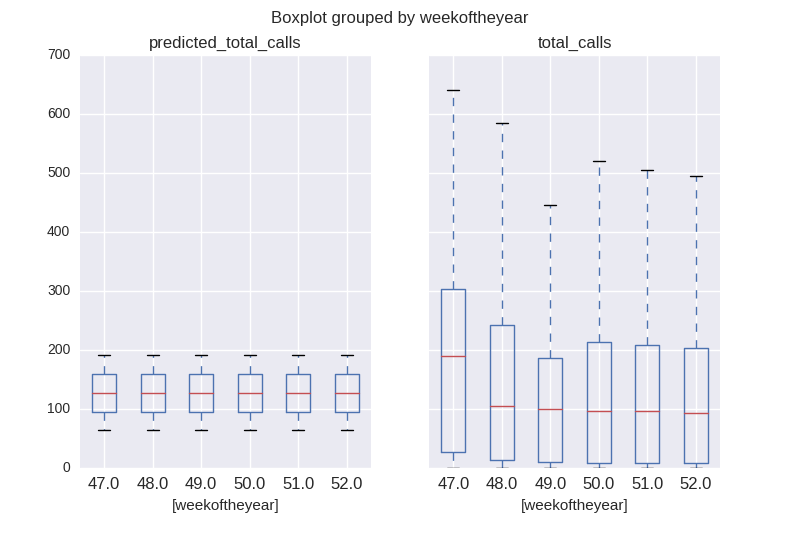 Boxplot grouped by weekoftheyear
predicted_total_calls
total_calls
700
600
500
400
300
200
100
0
47.0 48.0 49.0 50.0 51.0 52.0
[weekoftheyear]
47.0 48.0 49.0 50.0 51.0 52.0
[weekoftheyear]